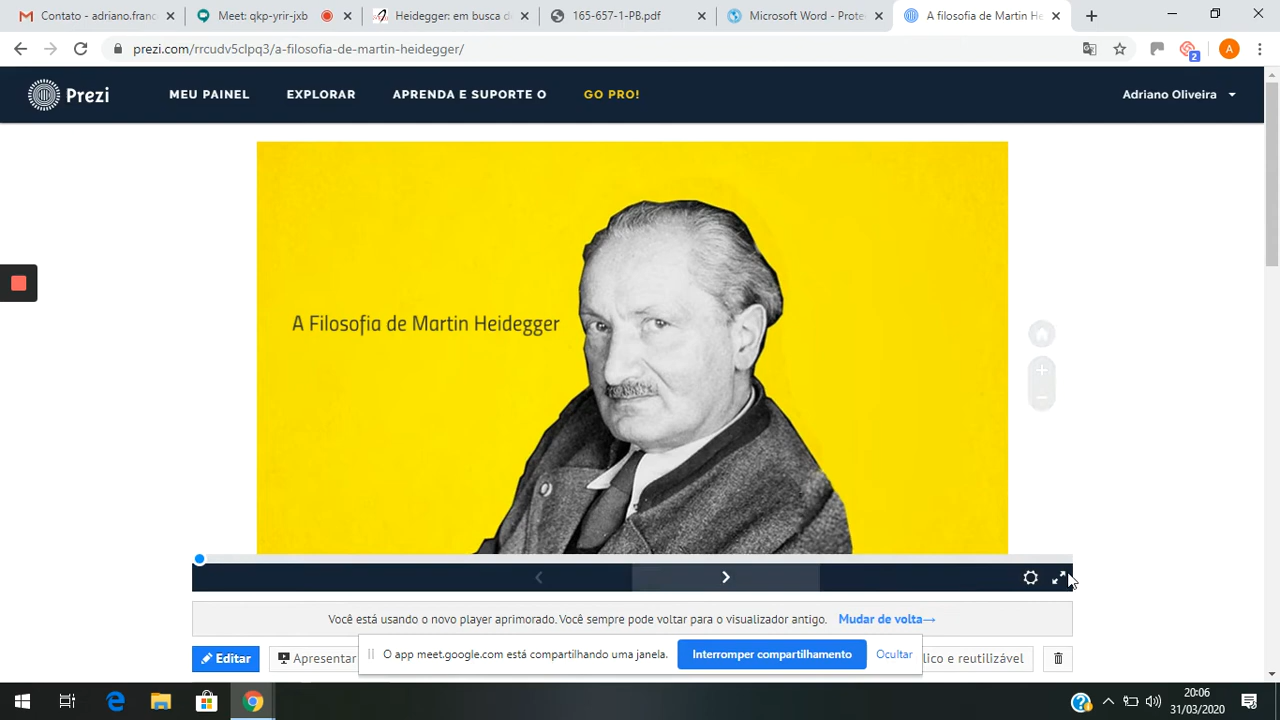 Contato - adriano.franc
Meet: qkp-yrir-jxb
Heidegger: em busca d
165-657-1-PB.pdf
Microsoft Word - Prote
A filosofia de Martin He
prezi.com/rrcudv5clpq3/a-filosofia-de-martin-heidegger/
A
2
Prezi
MEU PAINEL
EXPLORAR
APRENDA E SUPORTE O
GO PRO!
Adriano Oliveira
A Filosofia de Martin Heidegger
Você está usando o novo player aprimorado. Você sempre pode voltar para o visualizador antigo. Mudar de volta→
Editar
Apresentar
O app meet.google.com está compartilhando uma janela.
Interromper compartilhamento
Ocultar
lico e reutilizável
20:06
31/03/2020